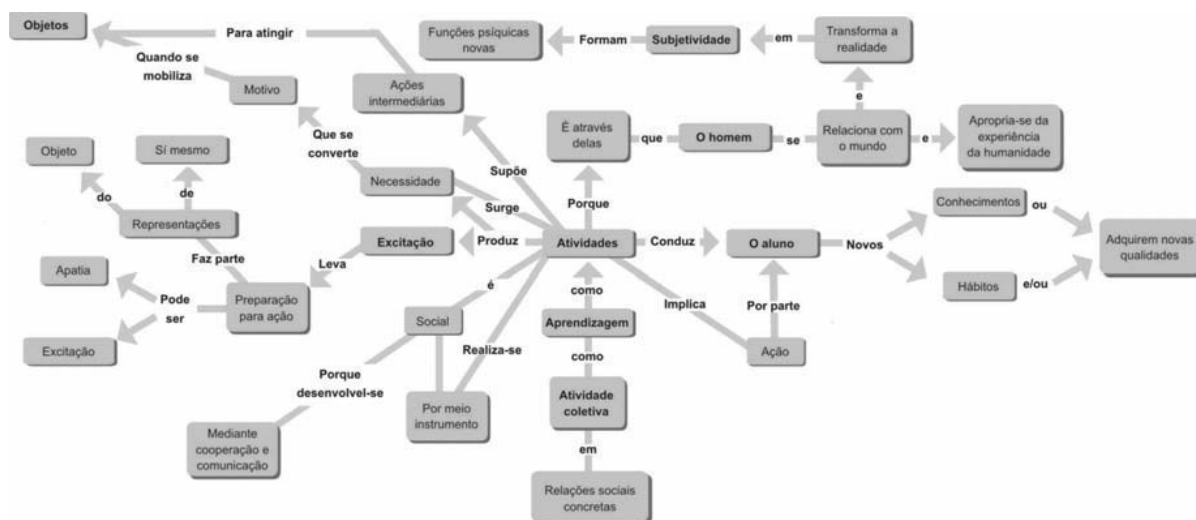 Objetos
Para atingir
Funções psíquicas
novas
Formam
Subjetividade
em
Transforma a
realidade
Quando se
mobiliza
Motivo
Ações
intermediárias
e
É através
delas
que
O homem
se
Relaciona com
o mundo
e
Apropria-se da
experiência
da humanidade
Que se
converte
Objeto
Sí mesmo
do
de
Necessidade
Supõe
Surge
Porque
Representações
Conhecimentos
ou
Excitação
Produz
Atividades
Conduz
O aluno
Novos
Adquirem novas
qualidades
Faz parte
Leva
Apatia
Pode
ser
Preparação
para ação
é
como
Implica
Por parte
Hábitos
e/ou
Social
Aprendizagem
Excitação
Realiza-se
Ação
Porque
desenvolvel-se
como
Por meio
instrumento
Atividade
coletiva
Mediante
cooperação e
comunicação
em
Relações sociais
concretas